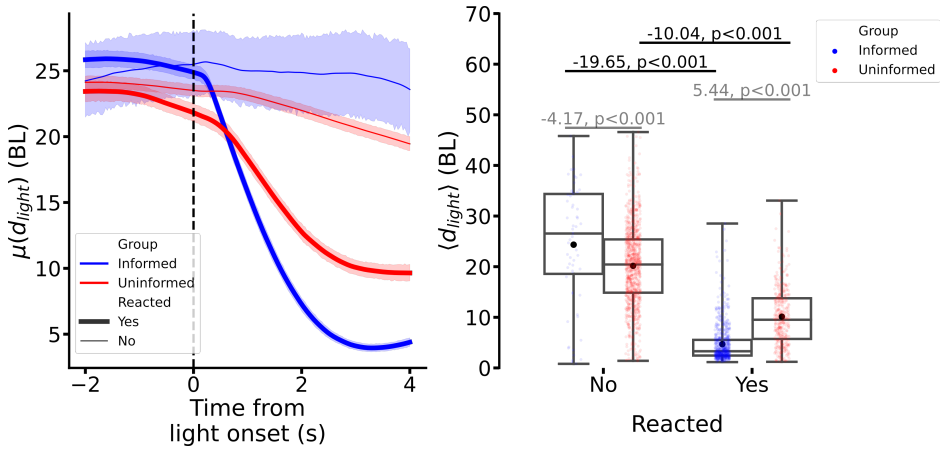 25
20
15
10
5
μ(d_light) (BL)
Group
Informed
Uninformed
Reacted
Yes
No
−2
0
2
4
Time from
light onset (s)
70
60
50
40
30
20
10
0
⟨d_light⟩ (BL)
-10.04, p<0.001
-19.65, p<0.001
5.44, p<0.001
-4.17, p<0.001
No
Yes
Reacted
Group
Informed
Uninformed